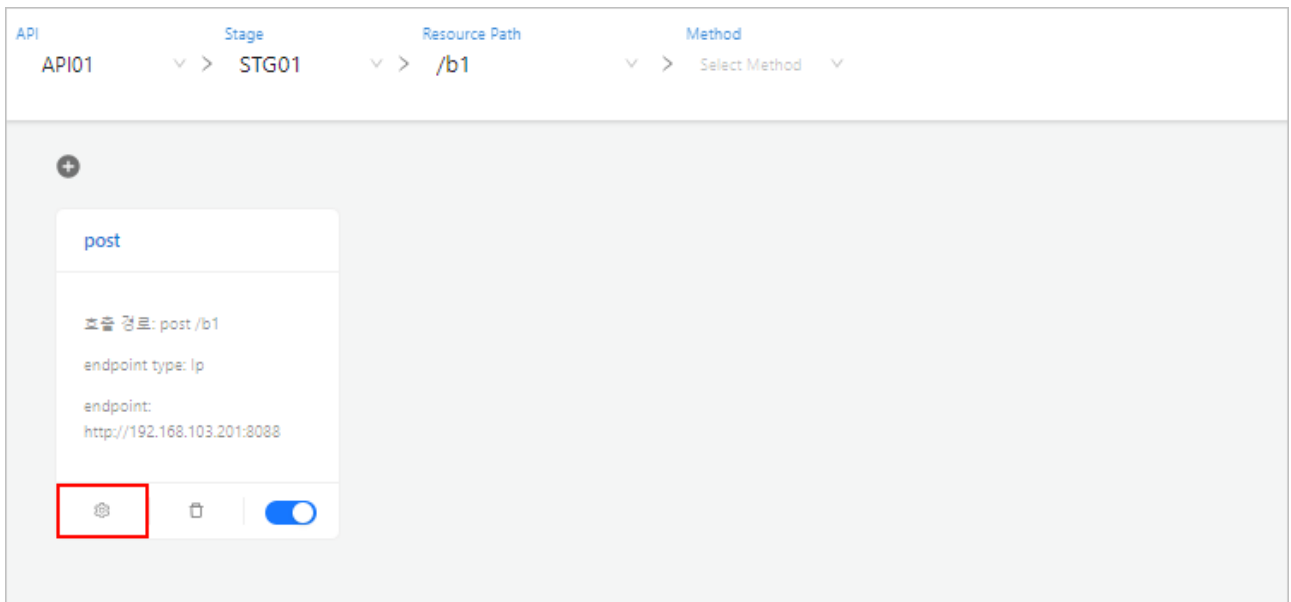 API Stage Resource Path Method
API01 > STG01 > /b1 > Select Method
post
호출 경로: post /b1
endpoint type: Ip
endpoint:
http://192.168.103.201:8088